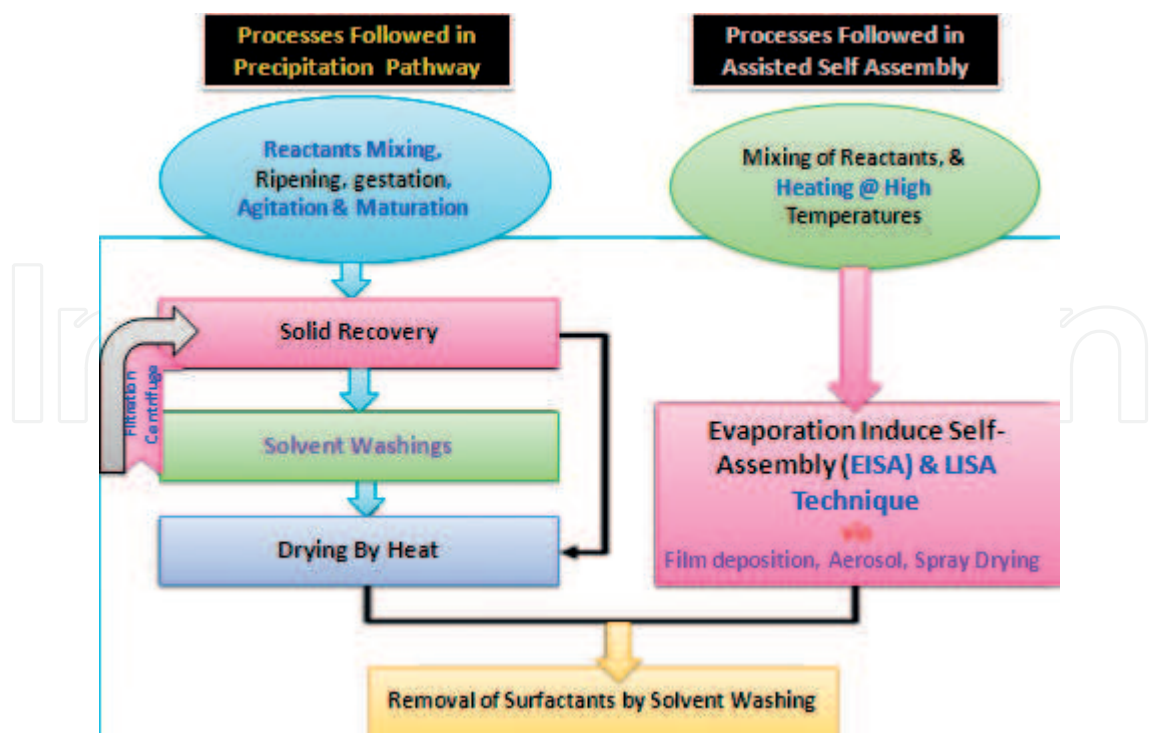 Processes Followed in
Precipitation Pathway
Processes Followed in
Assisted Self Assembly
Reactants Mixing,
Ripening, gestation,
Agitation & Maturation
Mixing of Reactants, &
Heating @ High
Temperatures
Solid Recovery
Filtration
Centrifuge
Solvent Washings
Drying By Heat
Evaporation Induce Self-
Assembly (EISA) & LISA
Technique
via
Film deposition, Aerosol, Spray Drying
Removal of Surfactants by Solvent Washing